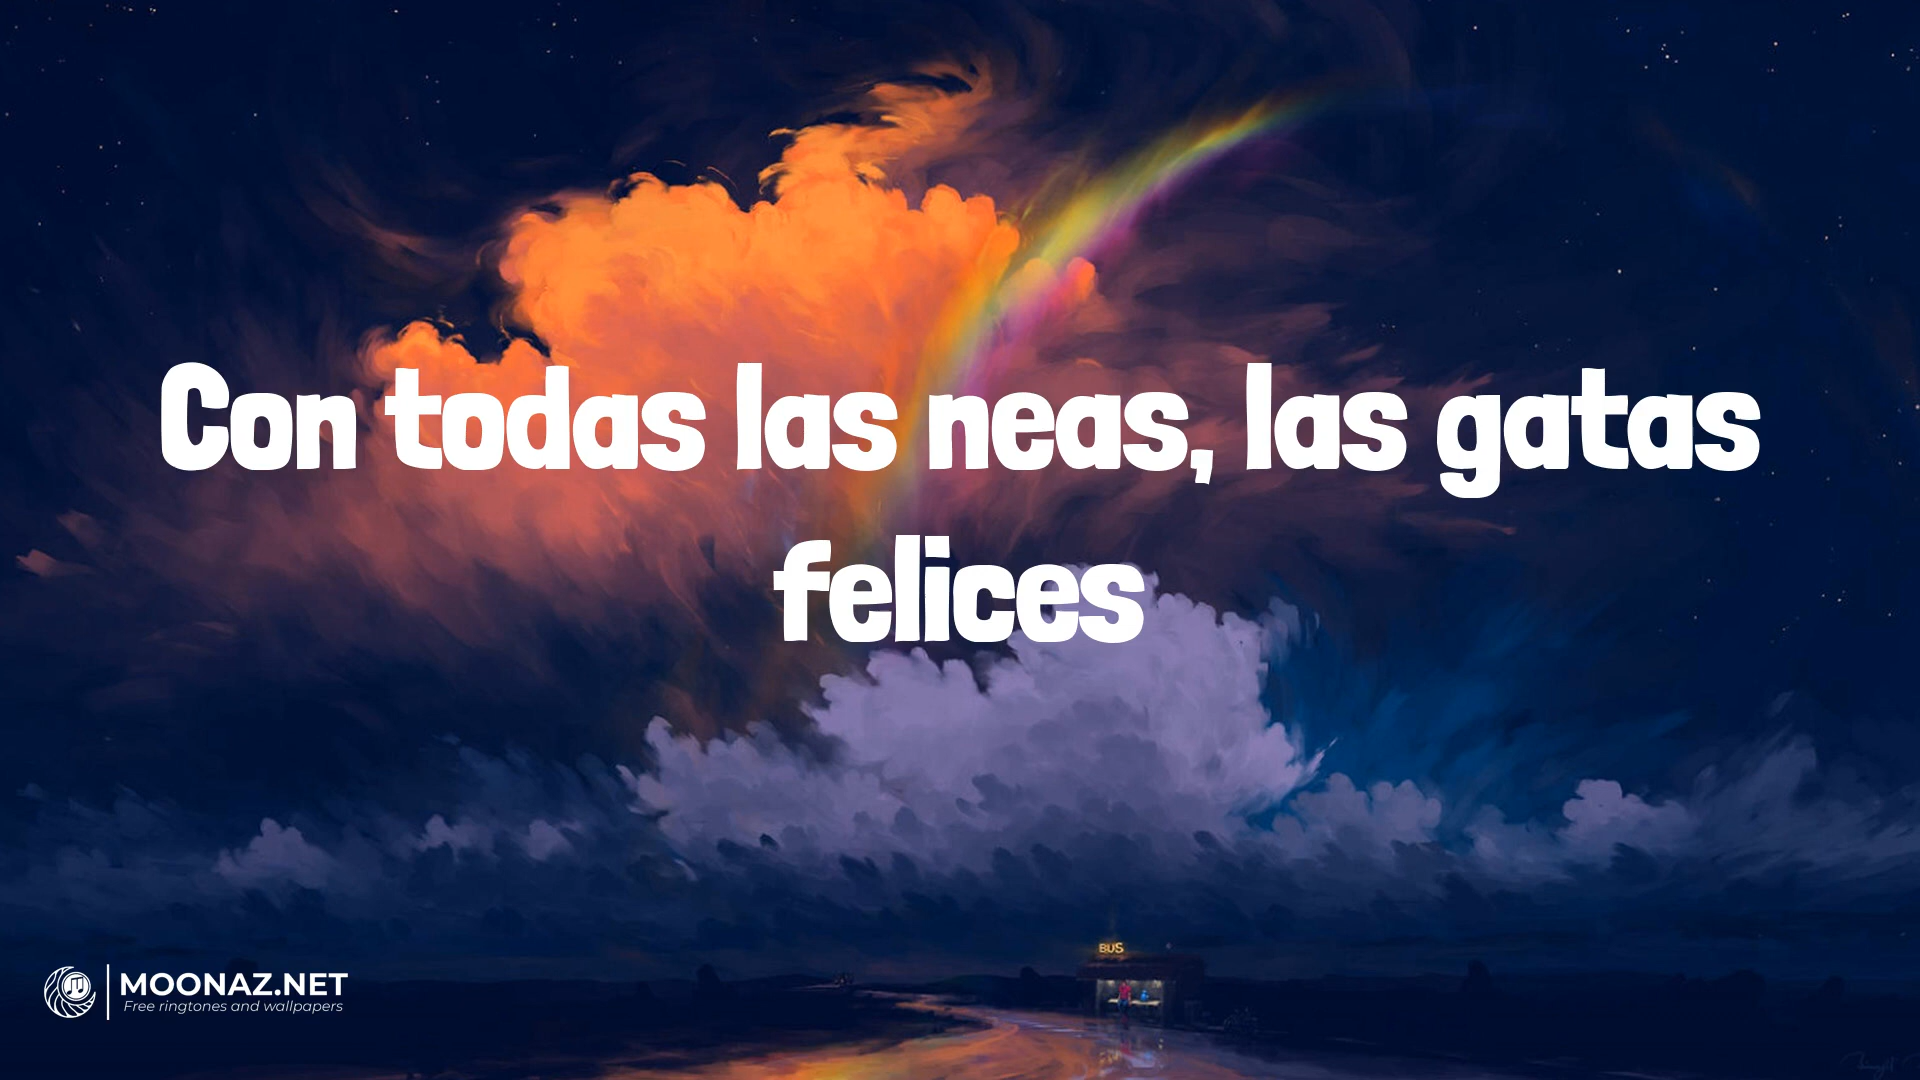 Con todas las neas, las gatas
felices
BUS
MOONAZ.NET
Free ringtones and wallpapers